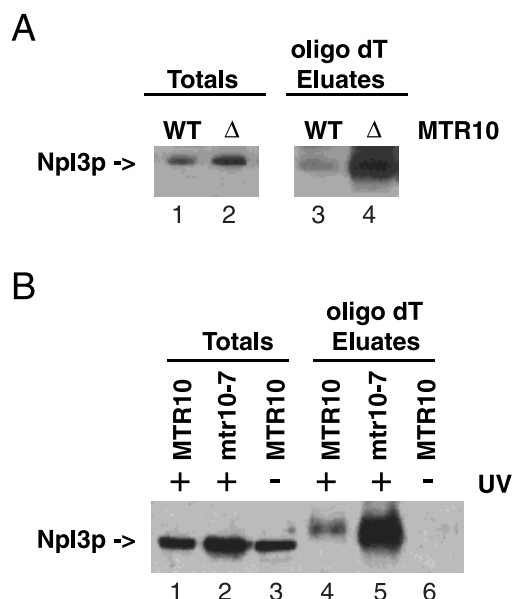 A
oligo dT
Totals Eluates
WT Δ WT Δ MTR10
Npl3p ->
1 2 3 4
B
oligo dT
Totals Eluates
MTR10 mtr10-7 MTR10 MTR10 mtr10-7 MTR10
+ + - + + - UV
Npl3p ->
1 2 3 4 5 6